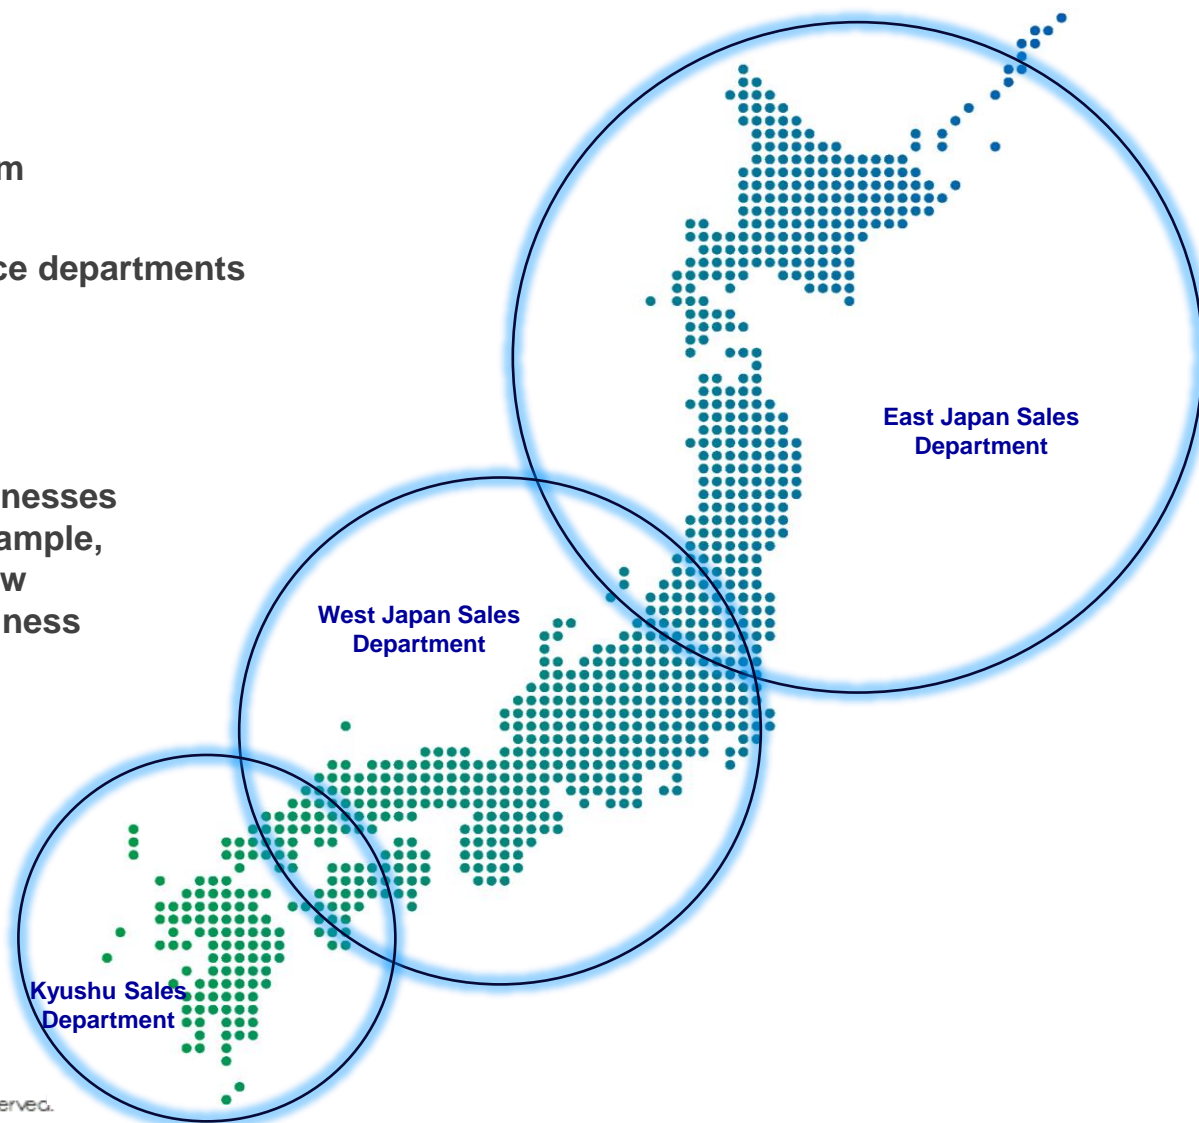 m
ce departments
nesses
ample,
w
ness
East Japan Sales
Department
West Japan Sales
Department
Kyushu Sales
Department
erved.